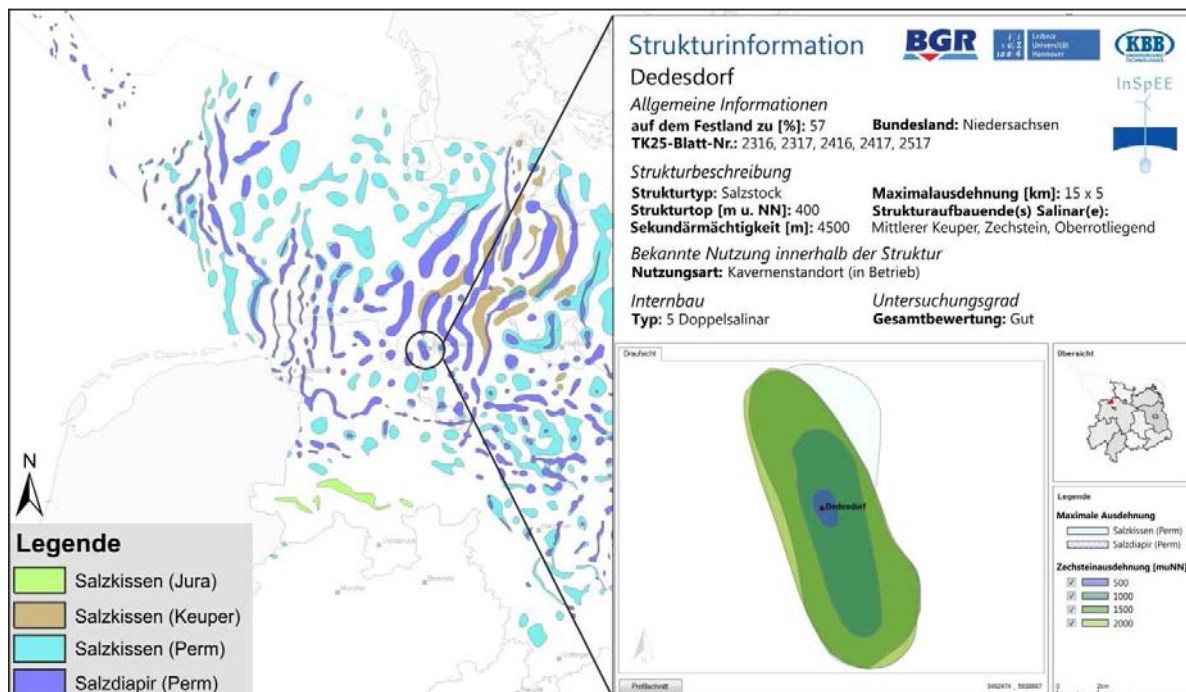 Strukturinformation
BGR
Leibniz
Universität
Hannover
KBB
UNDERGROUND
TECHNOLOGIES
InSpEE
Dedesdorf
Allgemeine Informationen
auf dem Festland zu [%]: 57 Bundesland: Niedersachsen
TK25-Blatt-Nr.: 2316, 2317, 2416, 2417, 2517
Strukturbeschreibung
Strukturtyp: Salzstock Maximalausdehnung [km]: 15 x 5
Strukturtop [m u. NN]: 400 Strukturaufbauende(s) Salinar(e):
Sekundärmächtigkeit [m]: 4500 Mittlerer Keuper, Zechstein, Oberrotliegend
Bekannte Nutzung innerhalb der Struktur
Nutzungsart: Kavernenstandort (in Betrieb)
Internbau Untersuchungsgrad
Typ: 5 Doppelsalinar Gesamtbewertung: Gut
Draufsicht
Dedesdorf
Profilschnitt
Übersicht
Legende
Maximale Ausdehnung
Salzkissen (Perm)
Salzdiapir (Perm)
Zechsteinausdehnung [muNN]
500
1000
1500
2000
0 2km
N
Legende
Salzkissen (Jura)
Salzkissen (Keuper)
Salzkissen (Perm)
Salzdiapir (Perm)